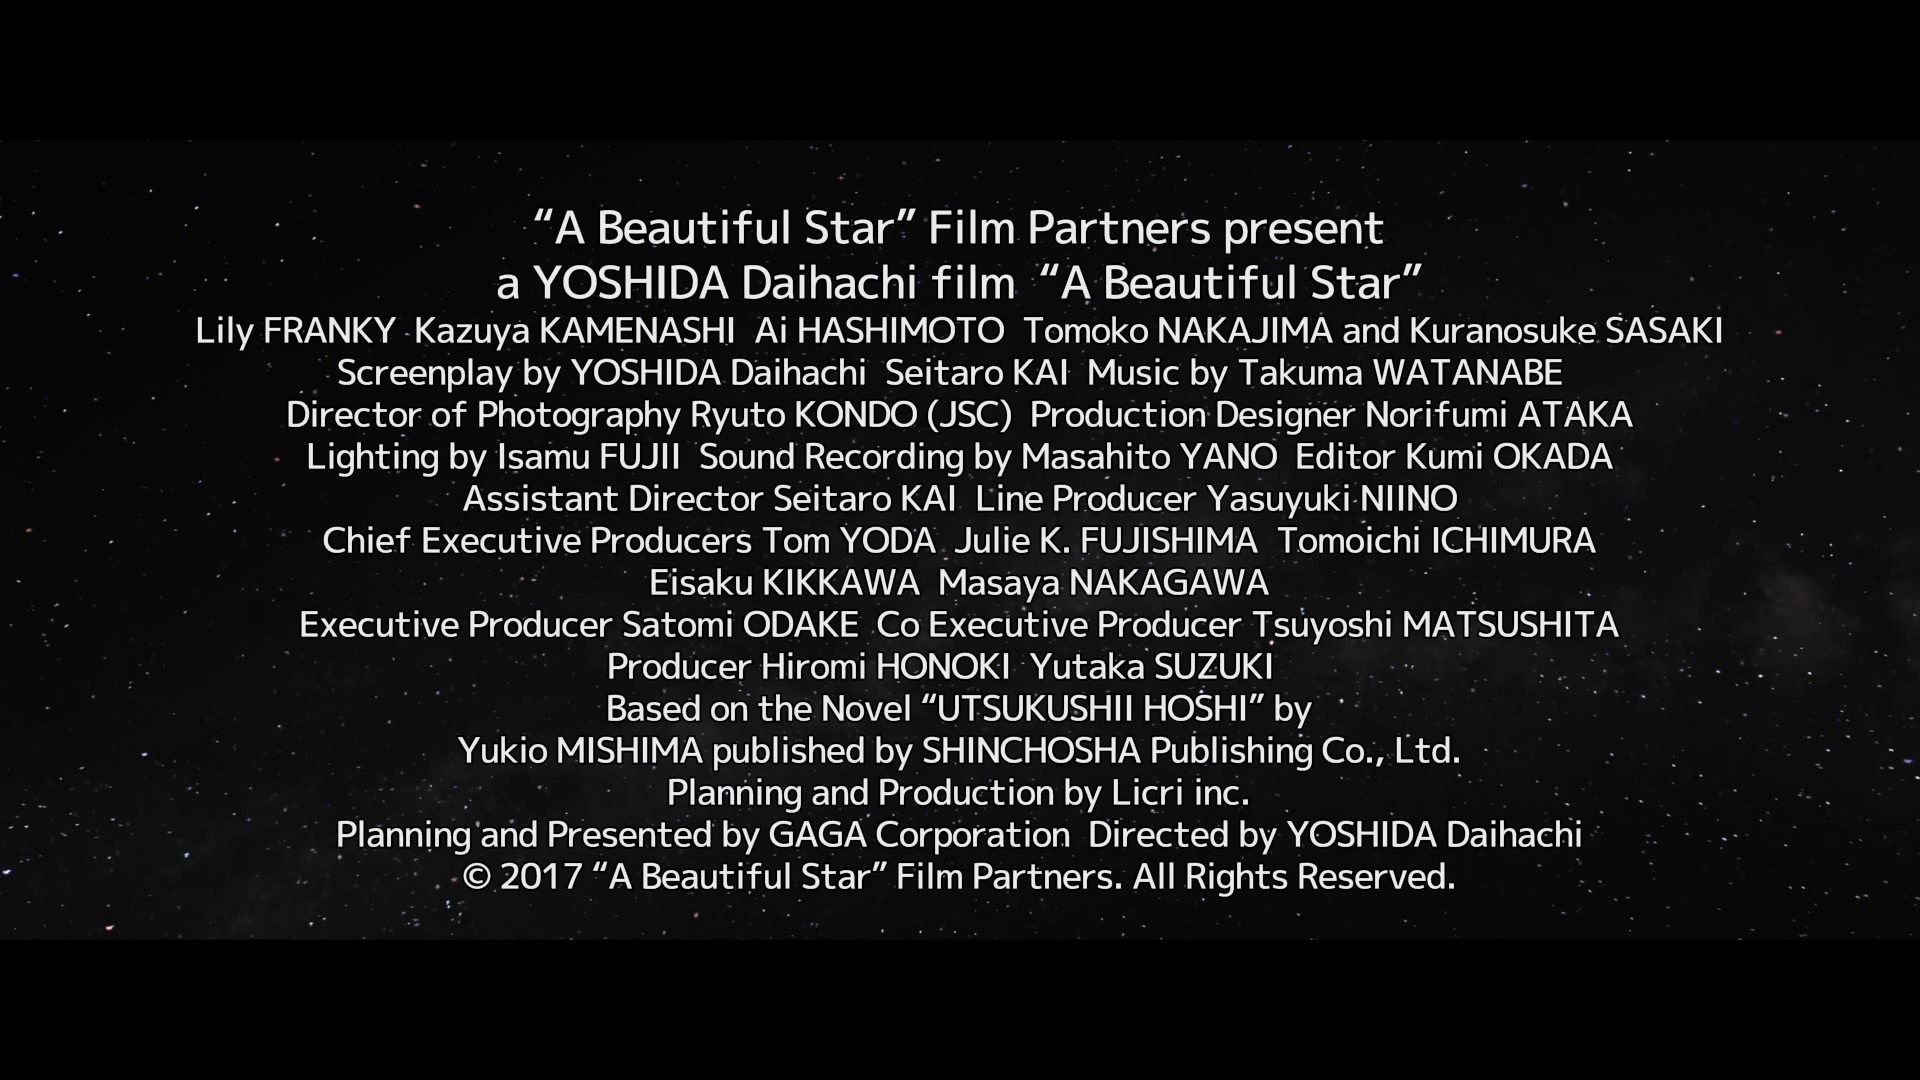 “A Beautiful Star” Film Partners present
a YOSHIDA Daihachi film “A Beautiful Star”
Lily FRANKY Kazuya KAMENASHI Ai HASHIMOTO Tomoko NAKAJIMA and Kuranosuke SASAKI
Screenplay by YOSHIDA Daihachi Seitaro KAI Music by Takuma WATANABE
Director of Photography Ryuto KONDO (JSC) Production Designer Norifumi ATAKA
Lighting by Isamu FUJII Sound Recording by Masahito YANO Editor Kumi OKADA
Assistant Director Seitaro KAI Line Producer Yasuyuki NIINO
Chief Executive Producers Tom YODA Julie K. FUJISHIMA Tomoichi ICHIMURA
Eisaku KIKKAWA Masaya NAKAGAWA
Executive Producer Satomi ODAKE Co Executive Producer Tsuyoshi MATSUSHITA
Producer Hiromi HONOKI Yutaka SUZUKI
Based on the Novel “UTSUKUSHII HOSHI” by
Yukio MISHIMA published by SHINCHOSHA Publishing Co., Ltd.
Planning and Production by Licri inc.
Planning and Presented by GAGA Corporation Directed by YOSHIDA Daihachi
© 2017 “A Beautiful Star” Film Partners. All Rights Reserved.